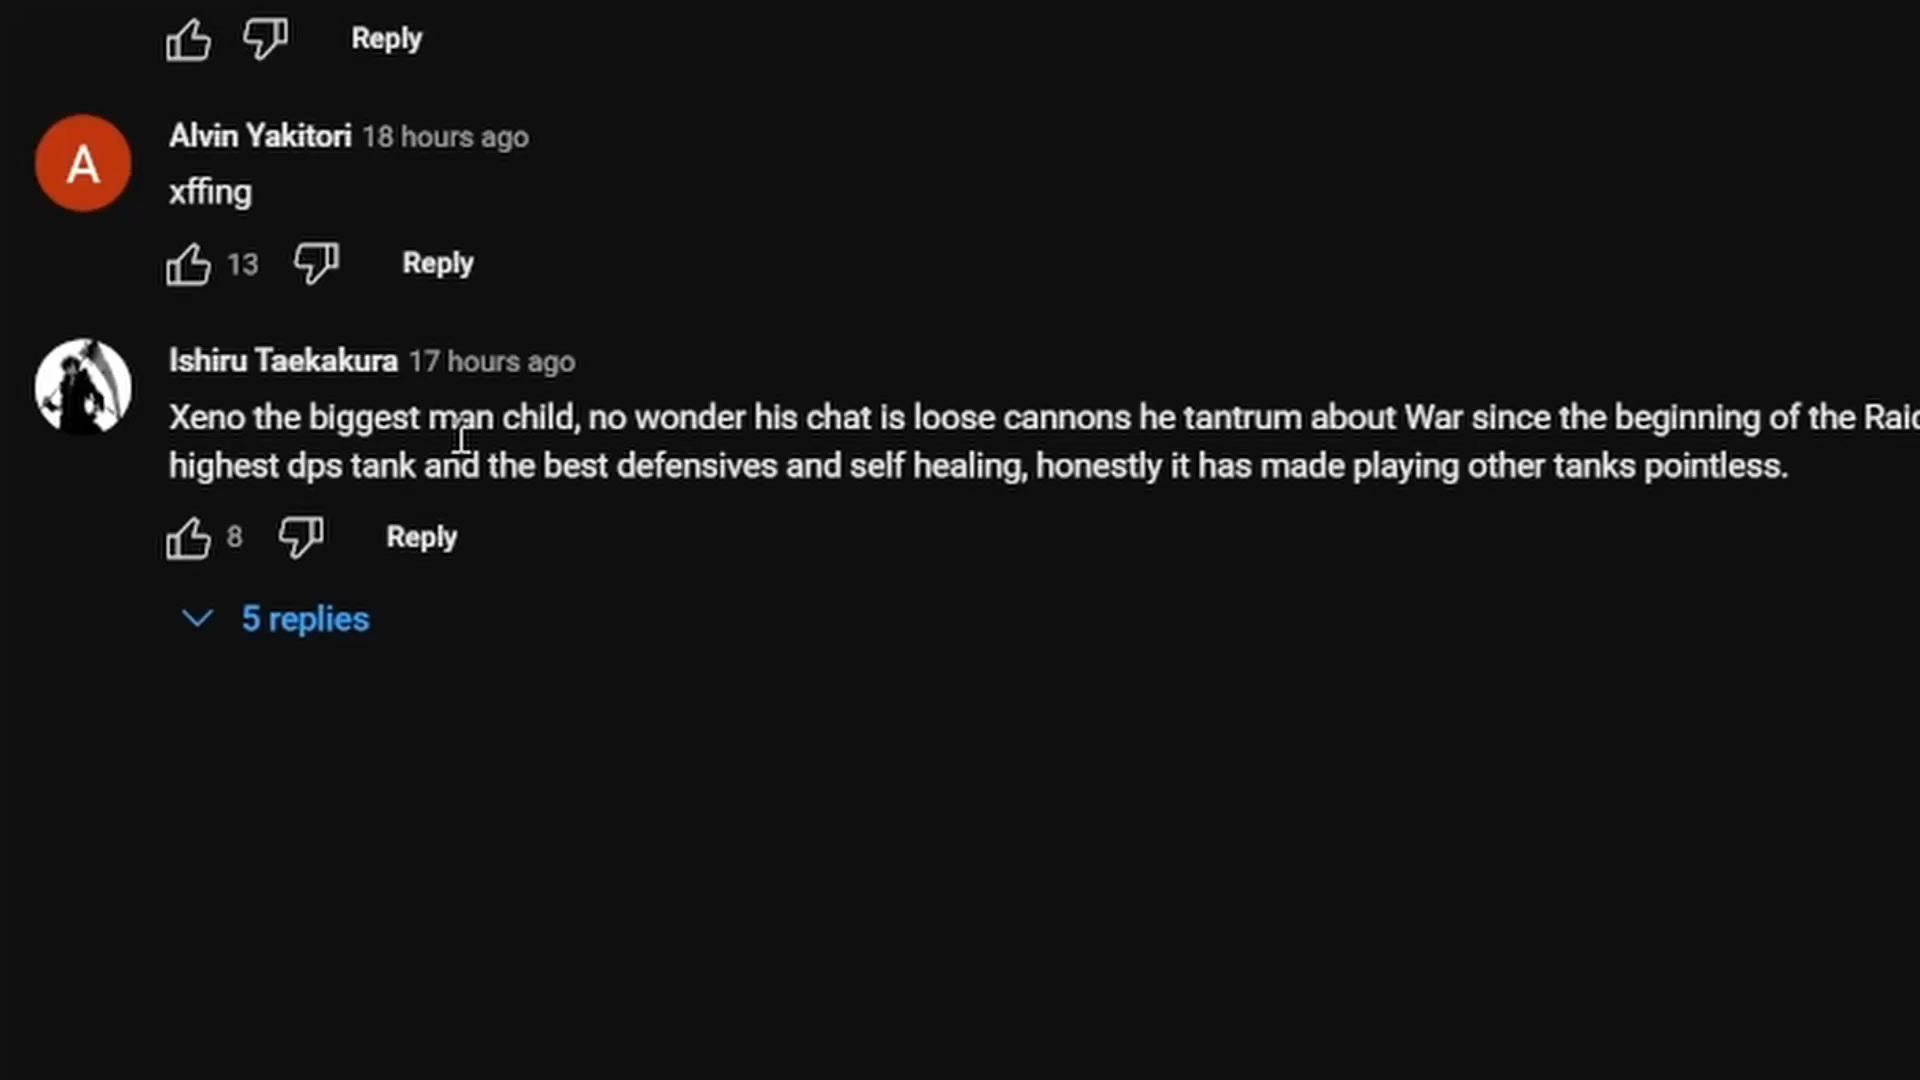 Reply
A
Alvin Yakitori 18 hours ago
xffing
13 Reply
Ishiru Taekakura 17 hours ago
Xeno the biggest man child, no wonder his chat is loose cannons he tantrum about War since the beginning of the
highest dps tank and the best defensives and self healing, honestly it has made playing other tanks pointless.
8 Reply
5 replies